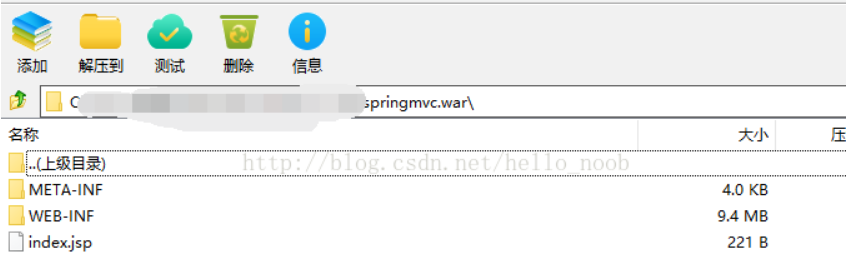 添加 解压到 测试 删除 信息
C springmvc.war\
名称 大小 压
..(上级目录) http://blog.csdn.net/hello_noob
META-INF 4.0 KB
WEB-INF 9.4 MB
index.jsp 221 B